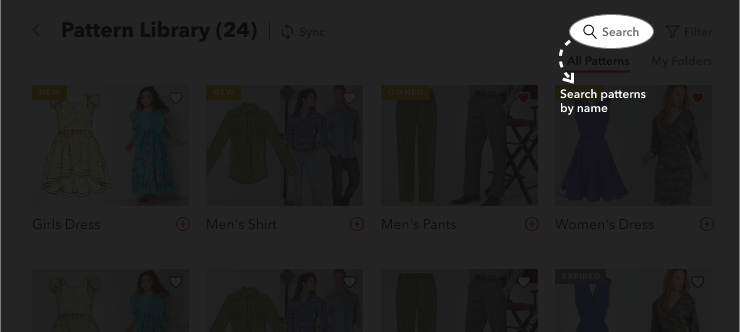 Pattern Library (24)
Sync
Search
Filter
All Patterns
My Folders
Search patterns
by name
NEW
NEW
OWNED
Girls Dress
Men's Shirt
Men's Pants
Women's Dress
EXPIRED